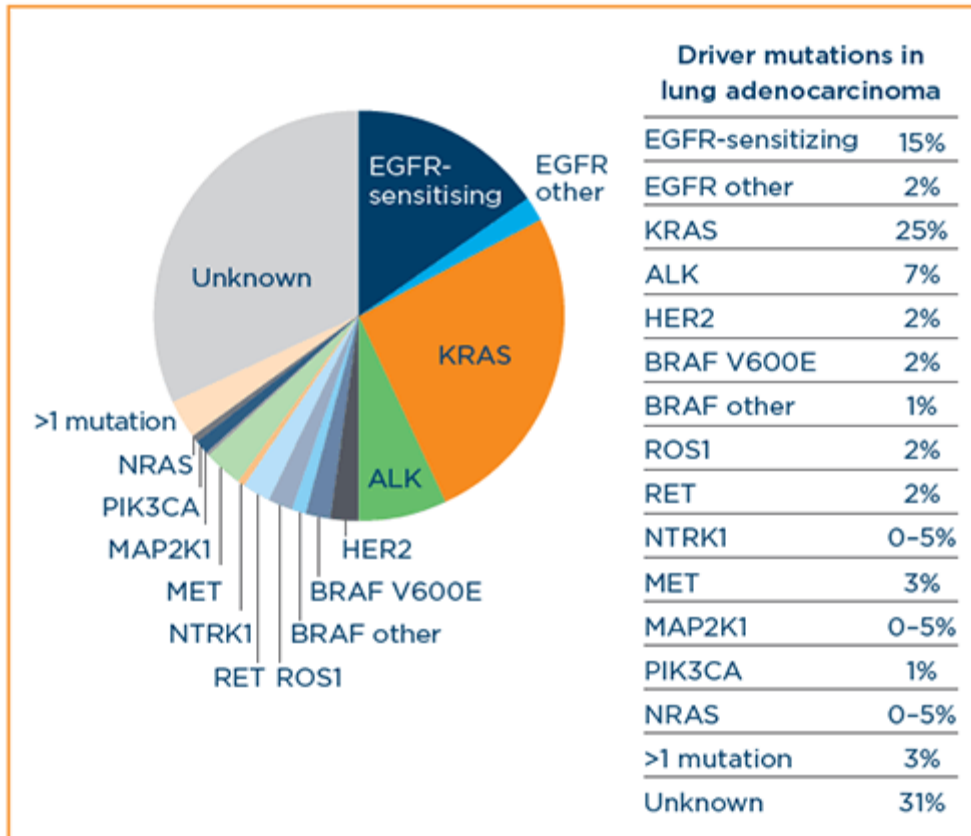 Driver mutations in
lung adenocarcinoma
EGFR-sensitizing 15%
EGFR other 2%
KRAS 25%
ALK 7%
HER2 2%
BRAF V600E 2%
BRAF other 1%
ROS1 2%
RET 2%
NTRK1 0–5%
MET 3%
MAP2K1 0–5%
PIK3CA 1%
NRAS 0–5%
>1 mutation 3%
Unknown 31%
EGFR-
sensitising
EGFR
other
KRAS
ALK
HER2
BRAF V600E
BRAF other
ROS1
RET
NTRK1
MET
MAP2K1
PIK3CA
NRAS
>1 mutation
Unknown